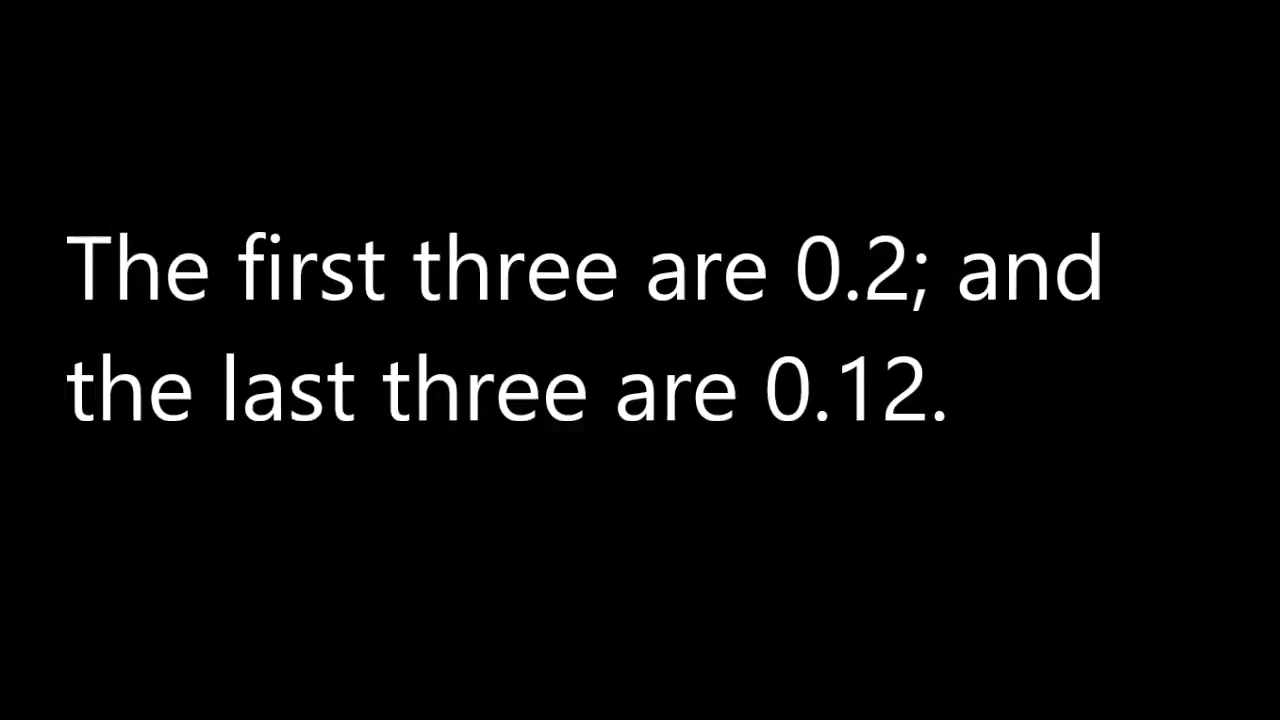 The first three are 0.2; and
the last three are 0.12.